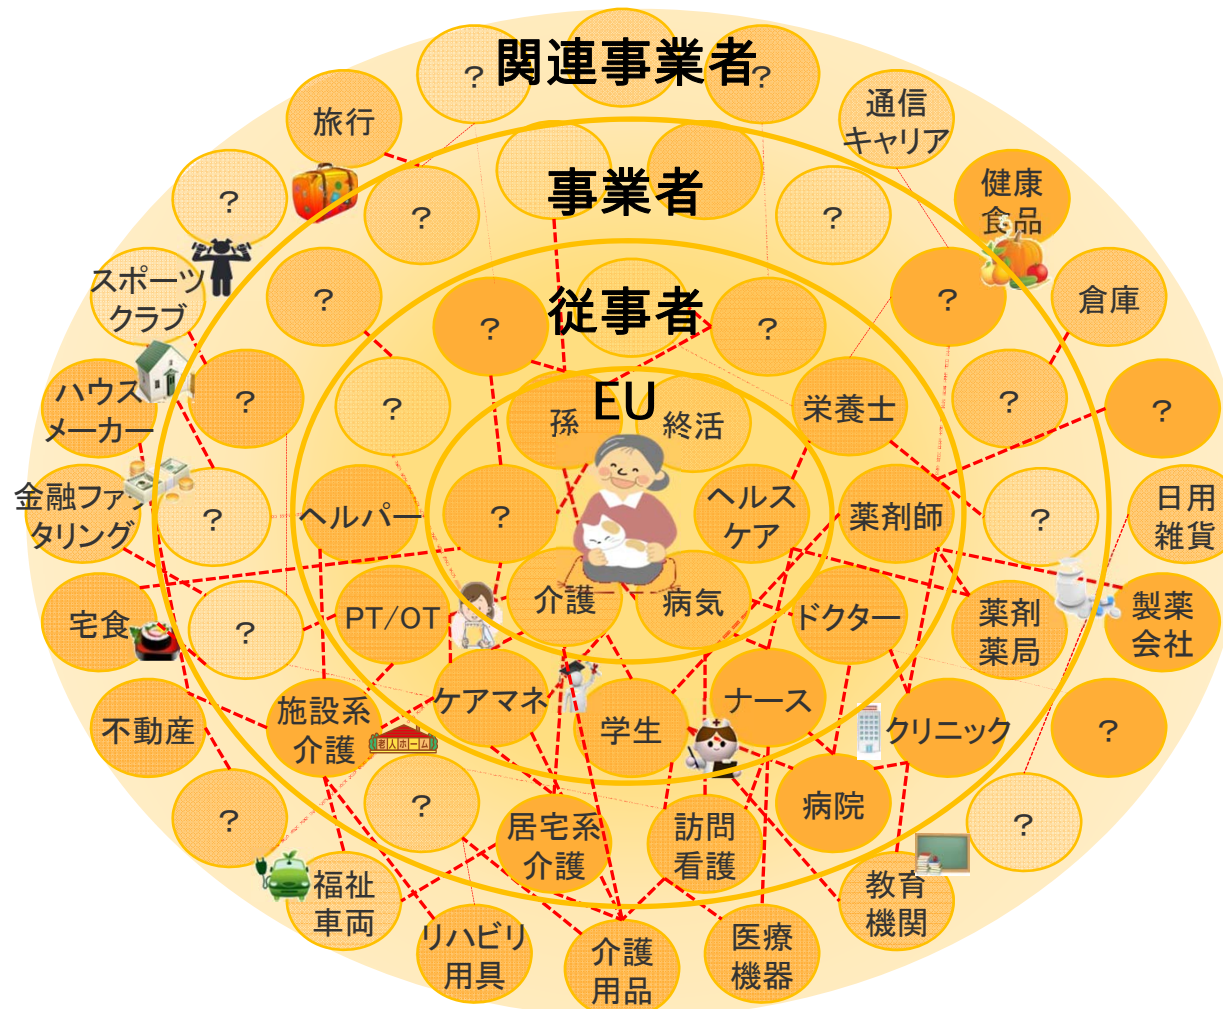 関連事業者
?
?
旅行
通信
キャリア
?
事業者
健康
食品
?
?
スポーツ
クラブ
?
従事者
?
倉庫
?
?
ハウス
メーカー
?
?
EU
孫
終活
栄養士
?
?
金融ファク
タリング
?
ヘルパー
?
ヘルス
ケア
薬剤師
?
日用
雑貨
宅食
?
PT/OT
介護
病気
ドクター
薬剤
薬局
製薬
会社
不動産
施設系
介護
老人ホーム
ケアマネ
学生
ナース
クリニック
?
?
?
居宅系
介護
訪問
看護
病院
?
福祉
車両
リハビリ
用具
介護
用品
医療
機器
教育
機関